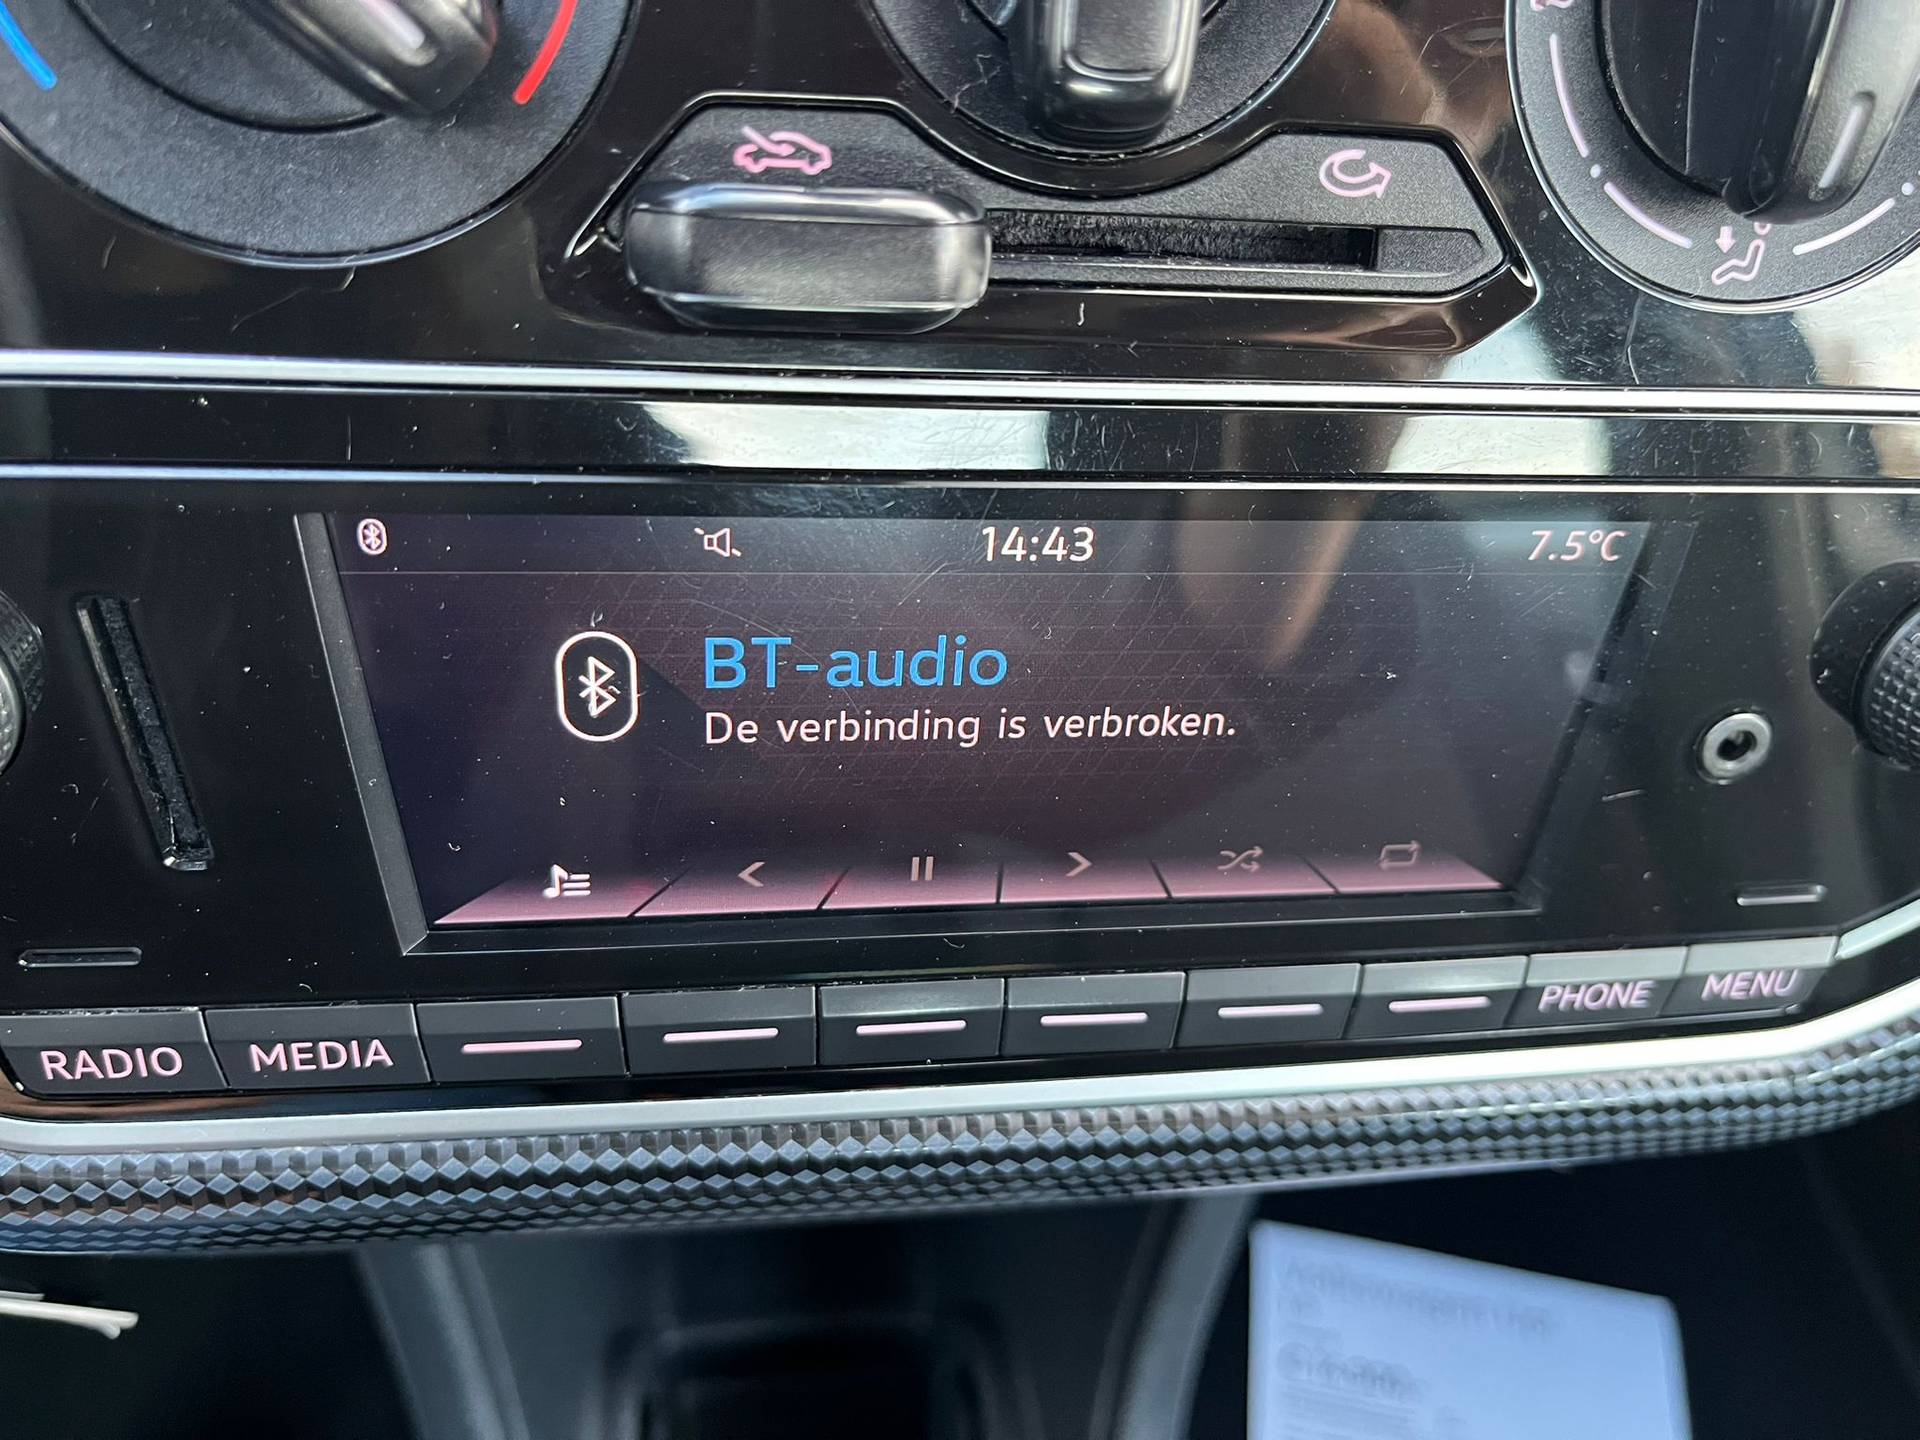 14:43
7.5°C
BT-audio
De verbinding is verbroken.
RADIO
MEDIA
PHONE
MENU